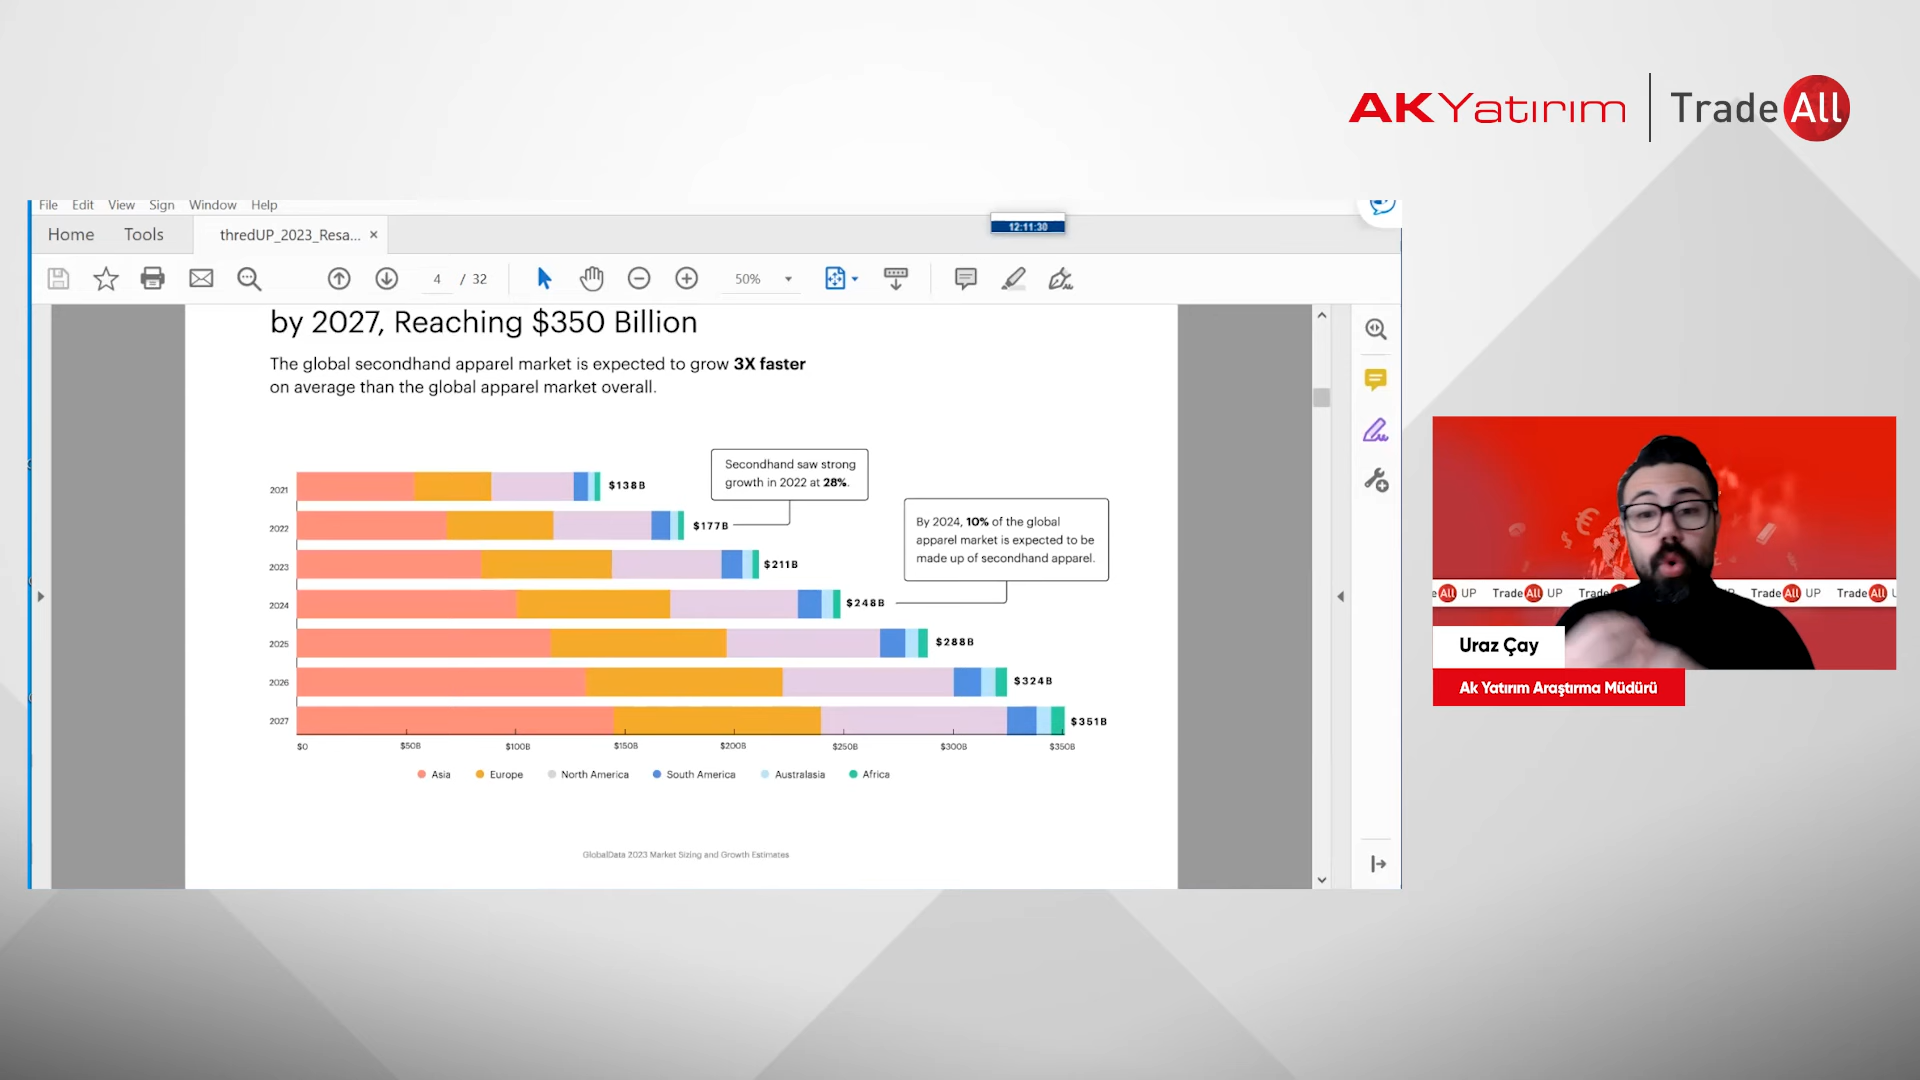 AKYatırım | TradeAll
File Edit View Sign Window Help
12:11:30
Home Tools thredUP_2023_Resa... ×
4 / 32 50%
by 2027, Reaching $350 Billion
The global secondhand apparel market is expected to grow 3X faster
on average than the global apparel market overall.
Secondhand saw strong
growth in 2022 at 28%.
By 2024, 10% of the global
apparel market is expected to be
made up of secondhand apparel.
2021 $138B
2022 $177B
2023 $211B
2024 $248B
2025 $288B
2026 $324B
2027 $351B
$0 $50B $100B $150B $200B $250B $300B $350B
Asia Europe North America South America Australasia Africa
GlobalData 2023 Market Sizing and Growth Estimates
All UP TradeAll UP TradeAll UP TradeAll
Uraz Çay
Ak Yatırım Araştırma Müdürü